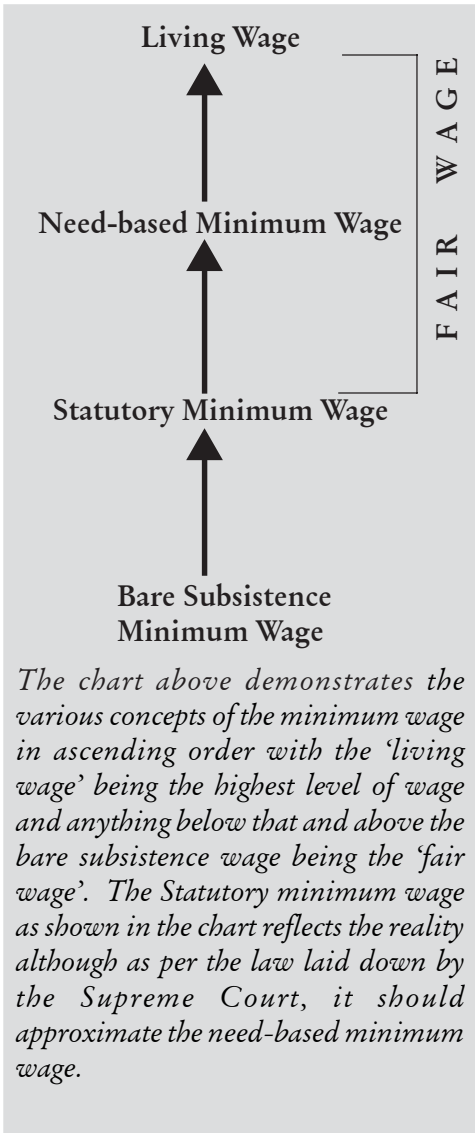 Living Wage
FAIR WAGE
Need-based Minimum Wage
Statutory Minimum Wage
Bare Subsistence
Minimum Wage
The chart above demonstrates the
various concepts of the minimum wage
in ascending order with the ‘living
wage’ being the highest level of wage
and anything below that and above the
bare subsistence wage being the ‘fair
wage’. The Statutory minimum wage
as shown in the chart reflects the reality
although as per the law laid down by
the Supreme Court, it should
approximate the need-based minimum
wage.